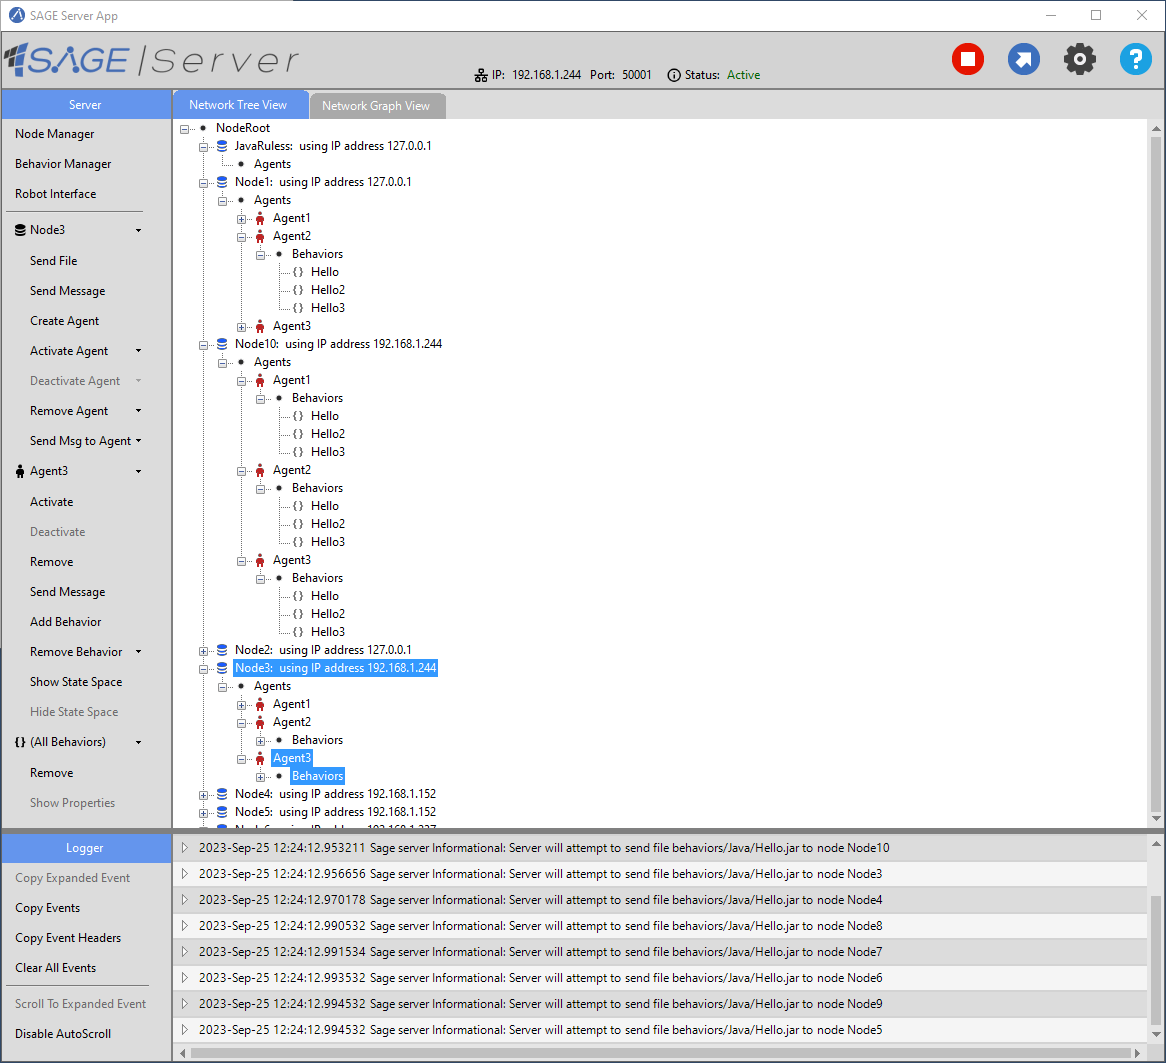 SAGE Server App
SAGE|Server
IP: 192.168.1.244 Port: 50001 Status: Active
Server
Node Manager
Behavior Manager
Robot Interface
Node3
Send File
Send Message
Create Agent
Activate Agent
Deactivate Agent
Remove Agent
Send Msg to Agent
Agent3
Activate
Deactivate
Remove
Send Message
Add Behavior
Remove Behavior
Show State Space
Hide State Space
{} (All Behaviors)
Remove
Show Properties
Network Tree View
Network Graph View
NodeRoot
JavaRuless: using IP address 127.0.0.1
Agents
Node1: using IP address 127.0.0.1
Agents
Agent1
Agent2
Behaviors
{} Hello
{} Hello2
{} Hello3
Agent3
Node10: using IP address 192.168.1.244
Agents
Agent1
Behaviors
{} Hello
{} Hello2
{} Hello3
Agent2
Behaviors
{} Hello
{} Hello2
{} Hello3
Agent3
Behaviors
{} Hello
{} Hello2
{} Hello3
Node2: using IP address 127.0.0.1
Node3: using IP address 192.168.1.244
Agents
Agent1
Agent2
Behaviors
Agent3
Behaviors
Node4: using IP address 192.168.1.152
Node5: using IP address 192.168.1.152
Logger
Copy Expanded Event
Copy Events
Copy Event Headers
Clear All Events
Scroll To Expanded Event
Disable AutoScroll
2023-Sep-25 12:24:12.953211 Sage server Informational: Server will attempt to send file behaviors/Java/Hello.jar to node Node10
2023-Sep-25 12:24:12.956656 Sage server Informational: Server will attempt to send file behaviors/Java/Hello.jar to node Node3
2023-Sep-25 12:24:12.970178 Sage server Informational: Server will attempt to send file behaviors/Java/Hello.jar to node Node4
2023-Sep-25 12:24:12.990532 Sage server Informational: Server will attempt to send file behaviors/Java/Hello.jar to node Node8
2023-Sep-25 12:24:12.991534 Sage server Informational: Server will attempt to send file behaviors/Java/Hello.jar to node Node7
2023-Sep-25 12:24:12.993532 Sage server Informational: Server will attempt to send file behaviors/Java/Hello.jar to node Node6
2023-Sep-25 12:24:12.994532 Sage server Informational: Server will attempt to send file behaviors/Java/Hello.jar to node Node9
2023-Sep-25 12:24:12.994532 Sage server Informational: Server will attempt to send file behaviors/Java/Hello.jar to node Node5